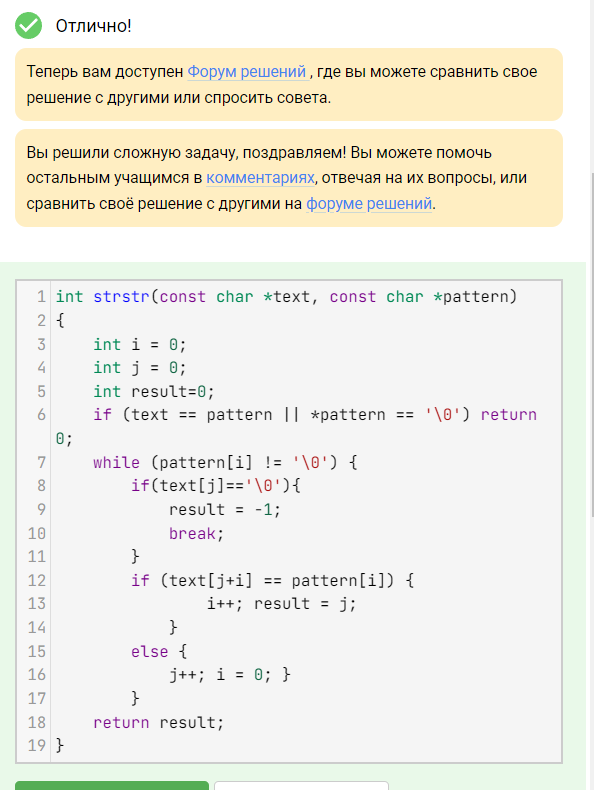 Отлично!
Теперь вам доступен Форум решений , где вы можете сравнить свое
решение с другими или спросить совета.
Вы решили сложную задачу, поздравляем! Вы можете помочь
остальным учащимся в комментариях, отвечая на их вопросы, или
сравнить своё решение с другими на форуме решений.
1 int strstr(const char *text, const char *pattern)
2 {
3     int i = 0;
4     int j = 0;
5     int result=0;
6     if (text == pattern || *pattern == '\0') return
0;
7     while (pattern[i] != '\0') {
8         if(text[j]=='\0'){
9             result = -1;
10             break;
11         }
12         if (text[j+i] == pattern[i]) {
13                 i++; result = j;
14             }
15         else {
16             j++; i = 0; }
17         }
18     return result;
19 }